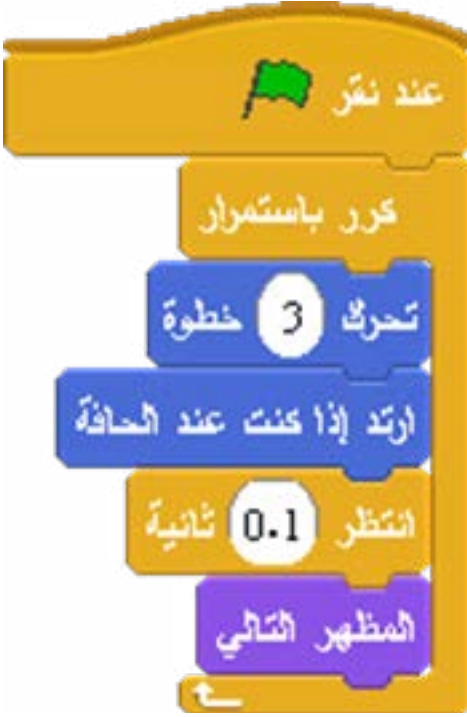 عند نقر
كرر باستمرار
تحرك 3 خطوة
ارتد إذا كنت عند الحافة
انتظر 0.1 ثانية
المظهر التالي